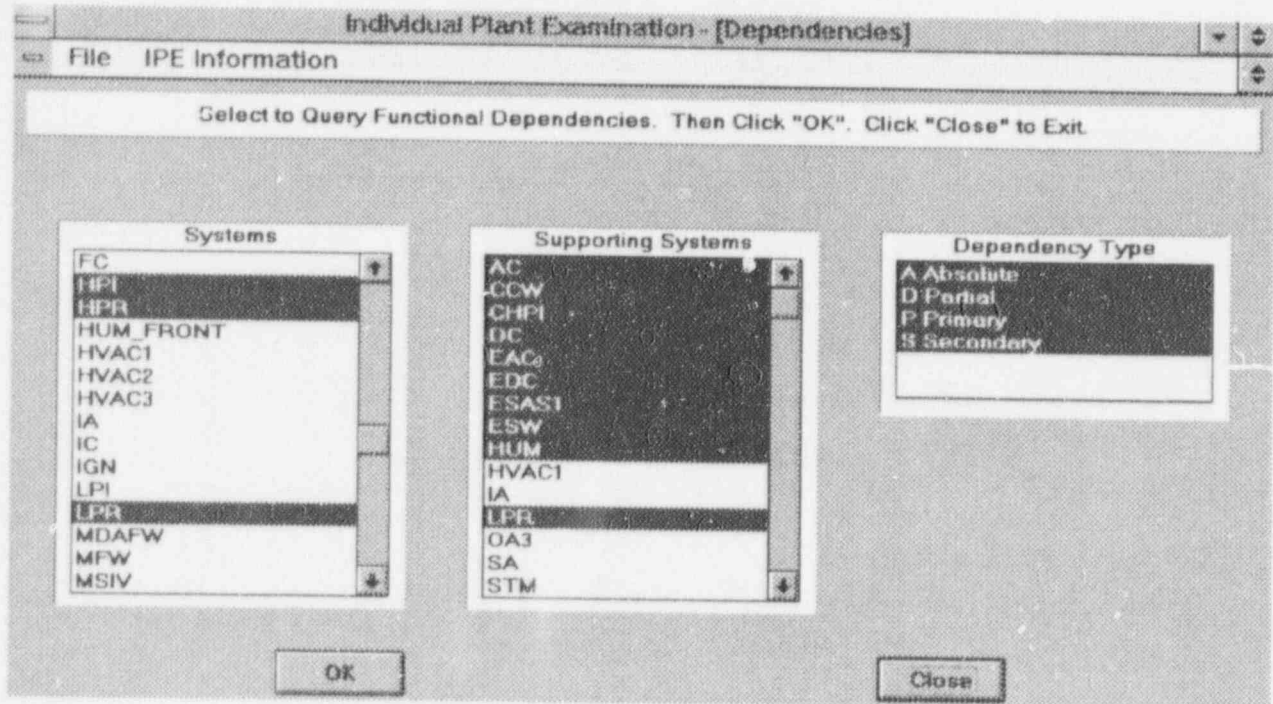 Individual Plant Examination - [Dependencies]
File IPE Information
Select to Query Functional Dependencies. Then Click "OK". Click "Close" to Exit.
Systems
FC
HPI
HPR
HUM_FRONT
HVAC1
HVAC2
HVAC3
IA
IC
IGN
LPI
LPR
MDAFW
MFW
MSIV
Supporting Systems
AC
CCW
CHPI
DC
EAC
EDC
ESAS1
ESW
HUM
HVAC1
IA
LPR
OA3
SA
STM
Dependency Type
A Absolute
D Partial
P Primary
S Secondary
OK
Close